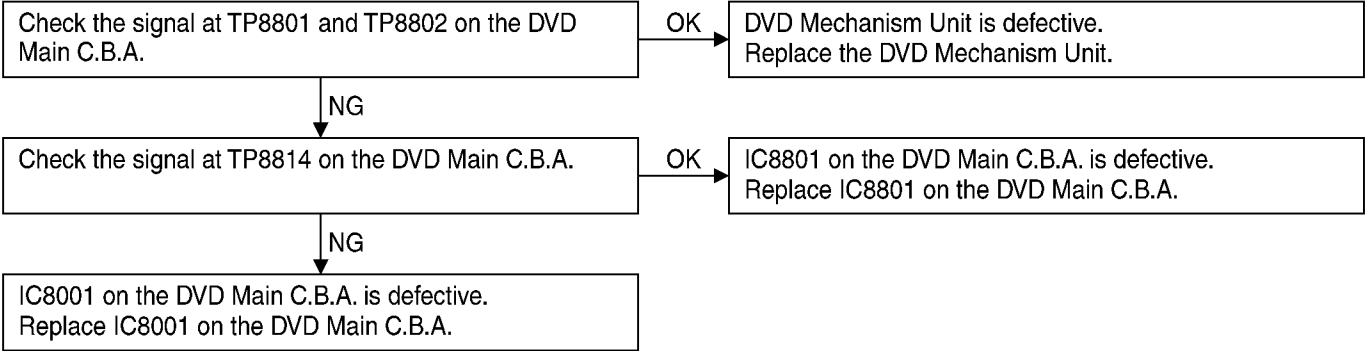 Check the signal at TP8801 and TP8802 on the DVD
Main C.B.A.
OK
DVD Mechanism Unit is defective.
Replace the DVD Mechanism Unit.
NG
Check the signal at TP8814 on the DVD Main C.B.A.
OK
IC8801 on the DVD Main C.B.A. is defective.
Replace IC8801 on the DVD Main C.B.A.
NG
IC8001 on the DVD Main C.B.A. is defective.
Replace IC8001 on the DVD Main C.B.A.